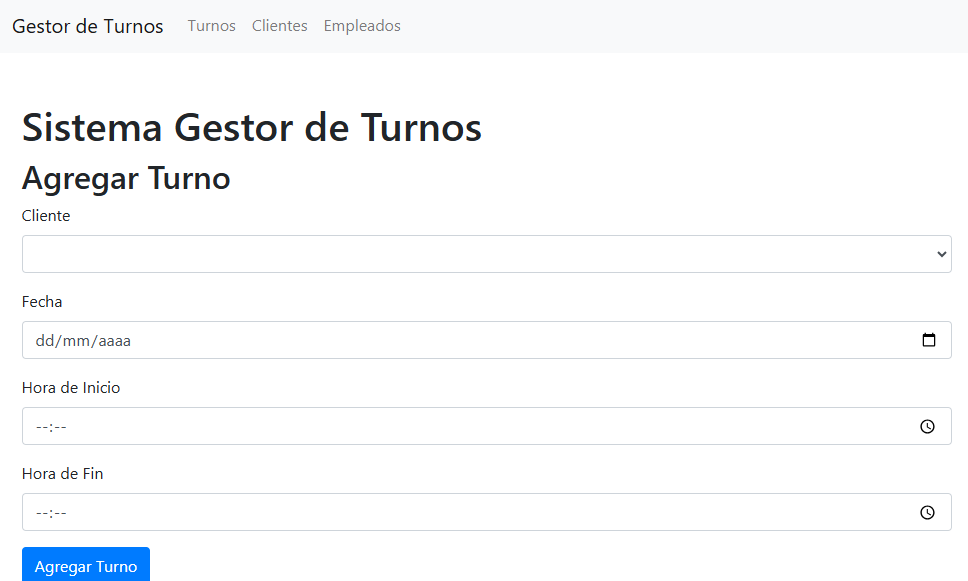 Gestor de Turnos Turnos Clientes Empleados
Sistema Gestor de Turnos
Agregar Turno
Cliente
Fecha
dd/mm/aaaa
Hora de Inicio
--:--
Hora de Fin
--:--
Agregar Turno